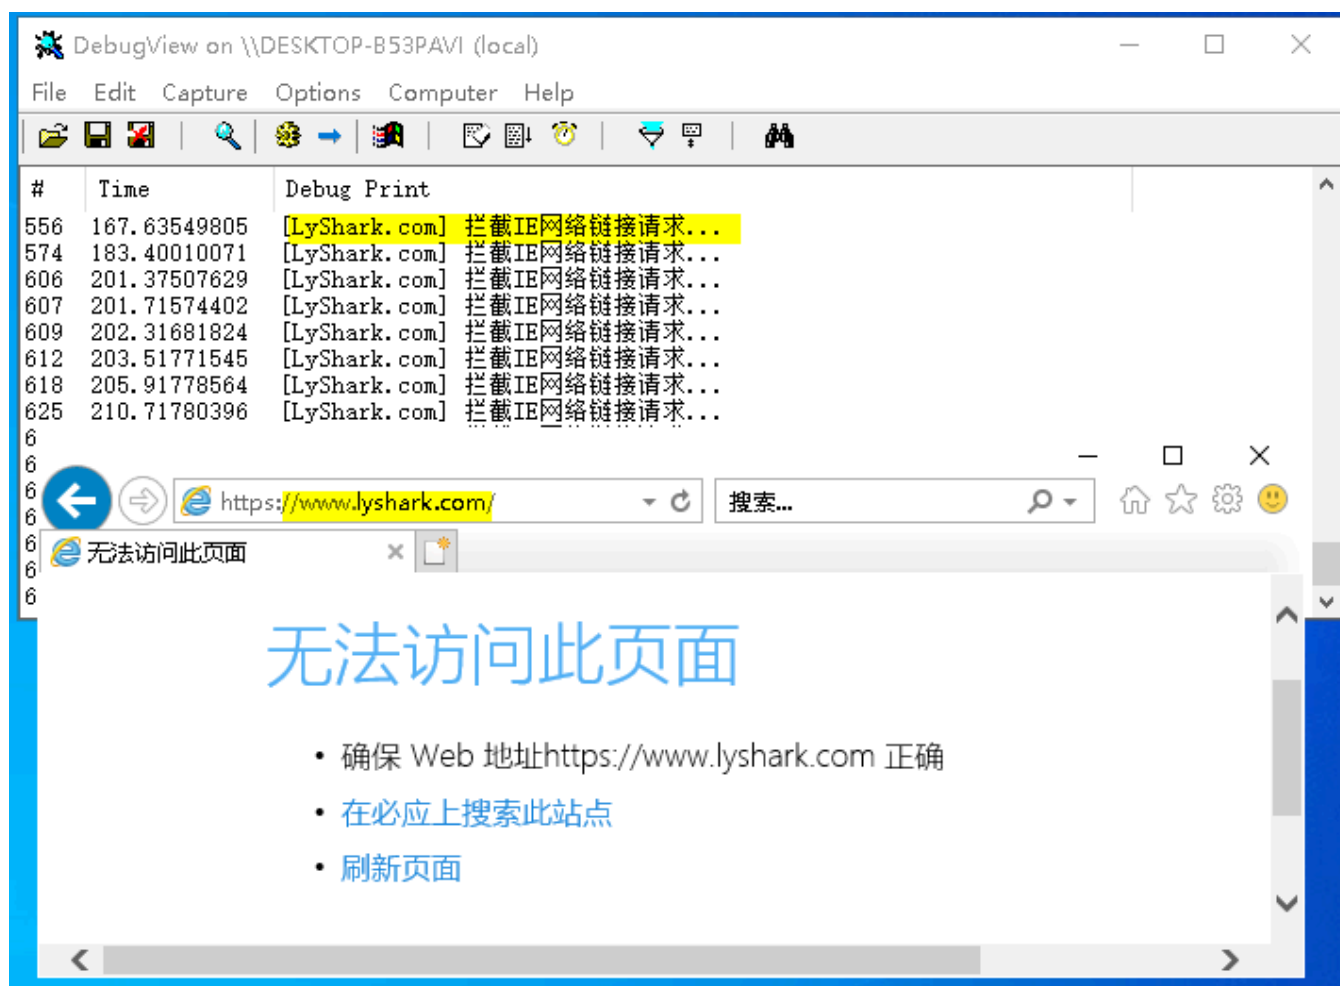 DebugView on \\DESKTOP-B53PAVI (local)
File Edit Capture Options Computer Help
# Time Debug Print
556 167.63549805 [LyShark.com] 拦截IE网络链接请求...
574 183.40010071 [LyShark.com] 拦截IE网络链接请求...
606 201.37507629 [LyShark.com] 拦截IE网络链接请求...
607 201.71574402 [LyShark.com] 拦截IE网络链接请求...
609 202.31681824 [LyShark.com] 拦截IE网络链接请求...
612 203.51771545 [LyShark.com] 拦截IE网络链接请求...
618 205.91778564 [LyShark.com] 拦截IE网络链接请求...
625 210.71780396 [LyShark.com] 拦截IE网络链接请求...
6
6
6
6
6
6
6
https://www.lyshark.com/ 搜索...
无法访问此页面
无法访问此页面
• 确保 Web 地址https://www.lyshark.com 正确
• 在必应上搜索此站点
• 刷新页面